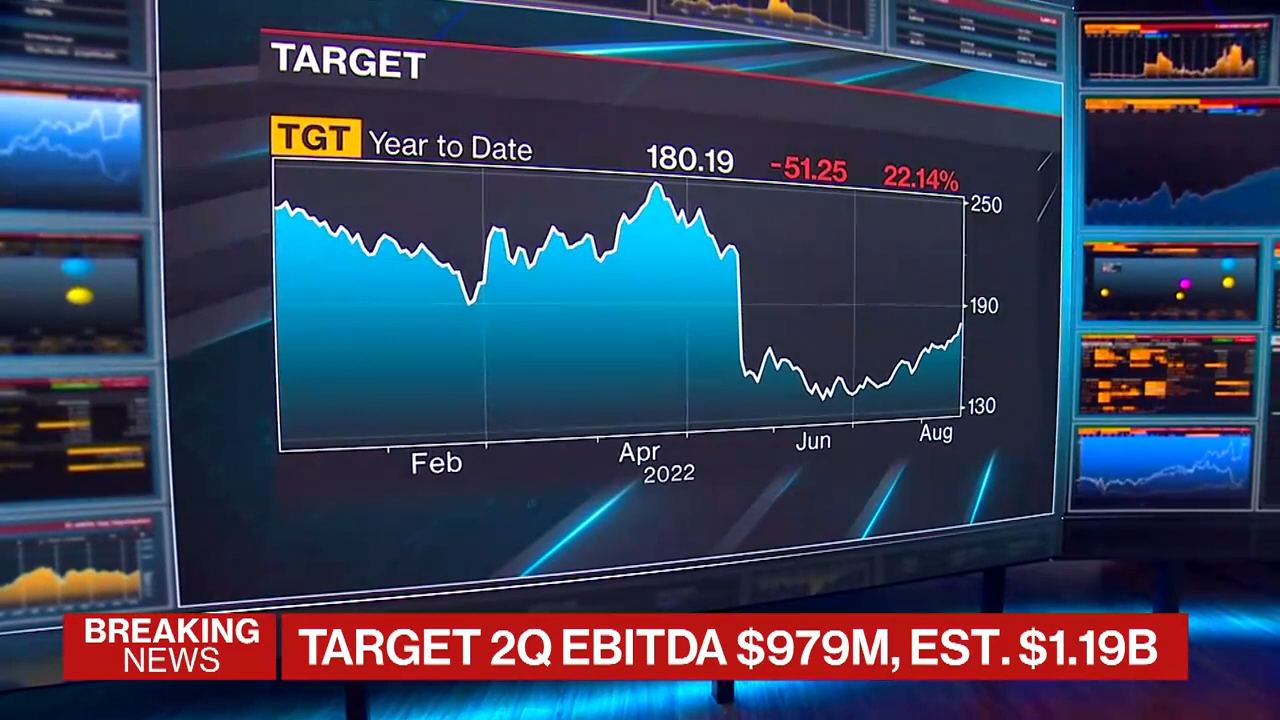 TARGET
TGT Year to Date 180.19 -51.25 22.14%
250
190
130
Feb Apr Jun Aug
2022
BREAKING NEWS
TARGET 2Q EBITDA $979M, EST. $1.19B